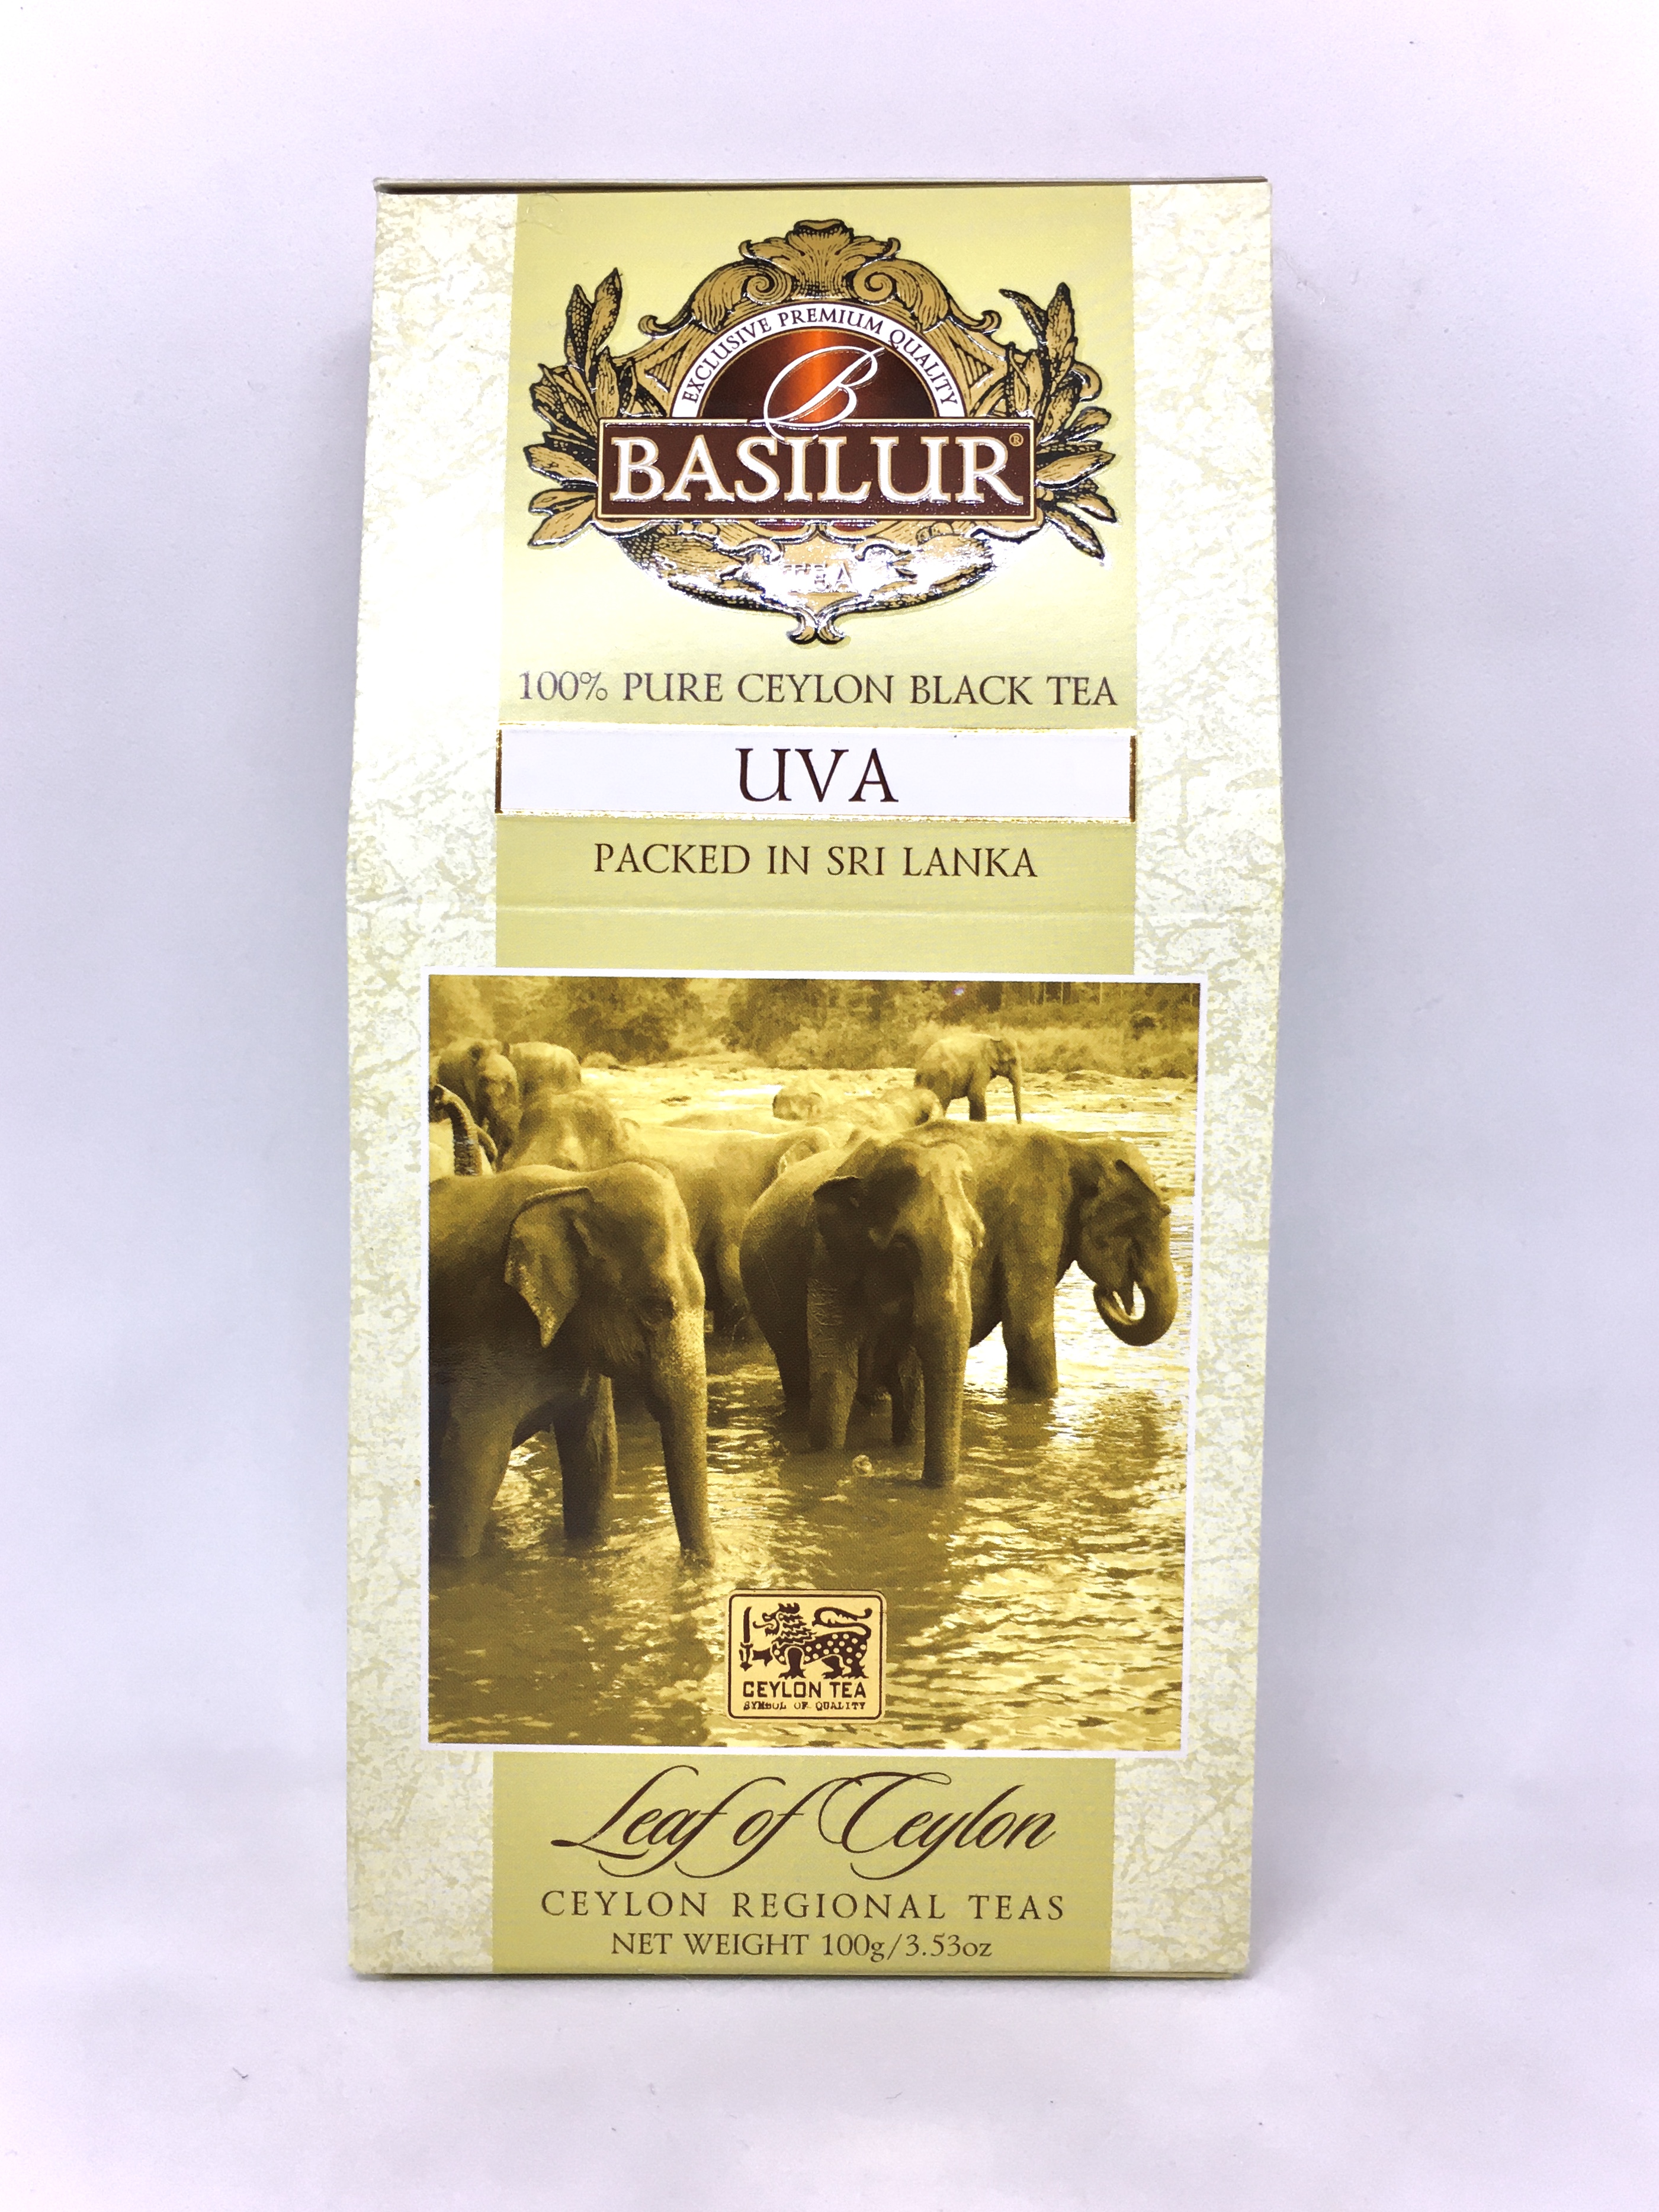 EXCLUSIVE PREMIUM QUALITY
B
BASILUR®
TEA
100% PURE CEYLON BLACK TEA
UVA
PACKED IN SRI LANKA
CEYLON TEA
SYMBOL OF QUALITY
Leaf of Ceylon
CEYLON REGIONAL TEAS
NET WEIGHT 100g/3.53oz